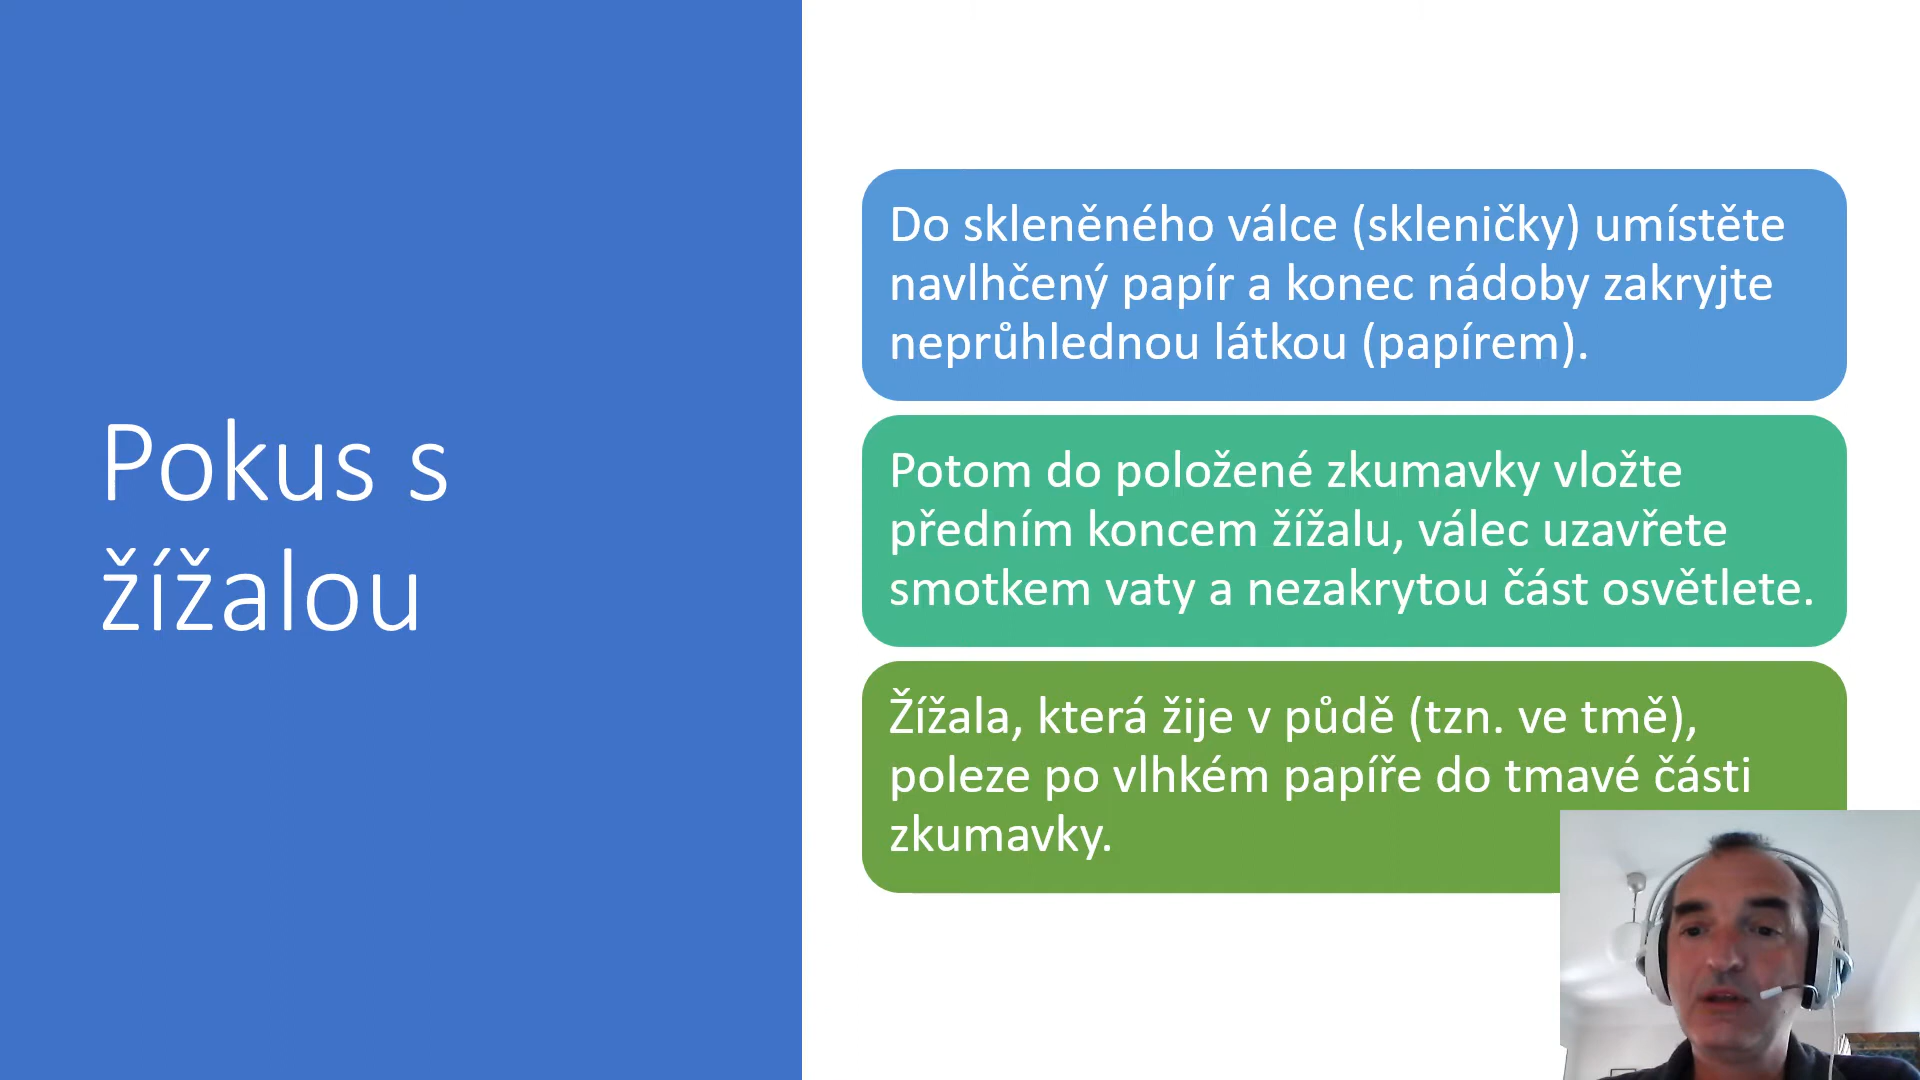 Pokus s
žížalou
Do skleněného válce (skleničky) umístěte
navlhčený papír a konec nádoby zakryjte
neprůhlednou látkou (papírem).
Potom do položené zkumavky vložte
předním koncem žížalu, válec uzavřete
smotkem vaty a nezakrytou část osvětlete.
Žížala, která žije v půdě (tzn. ve tmě),
poleze po vlhkém papíře do tmavé části
zkumavky.